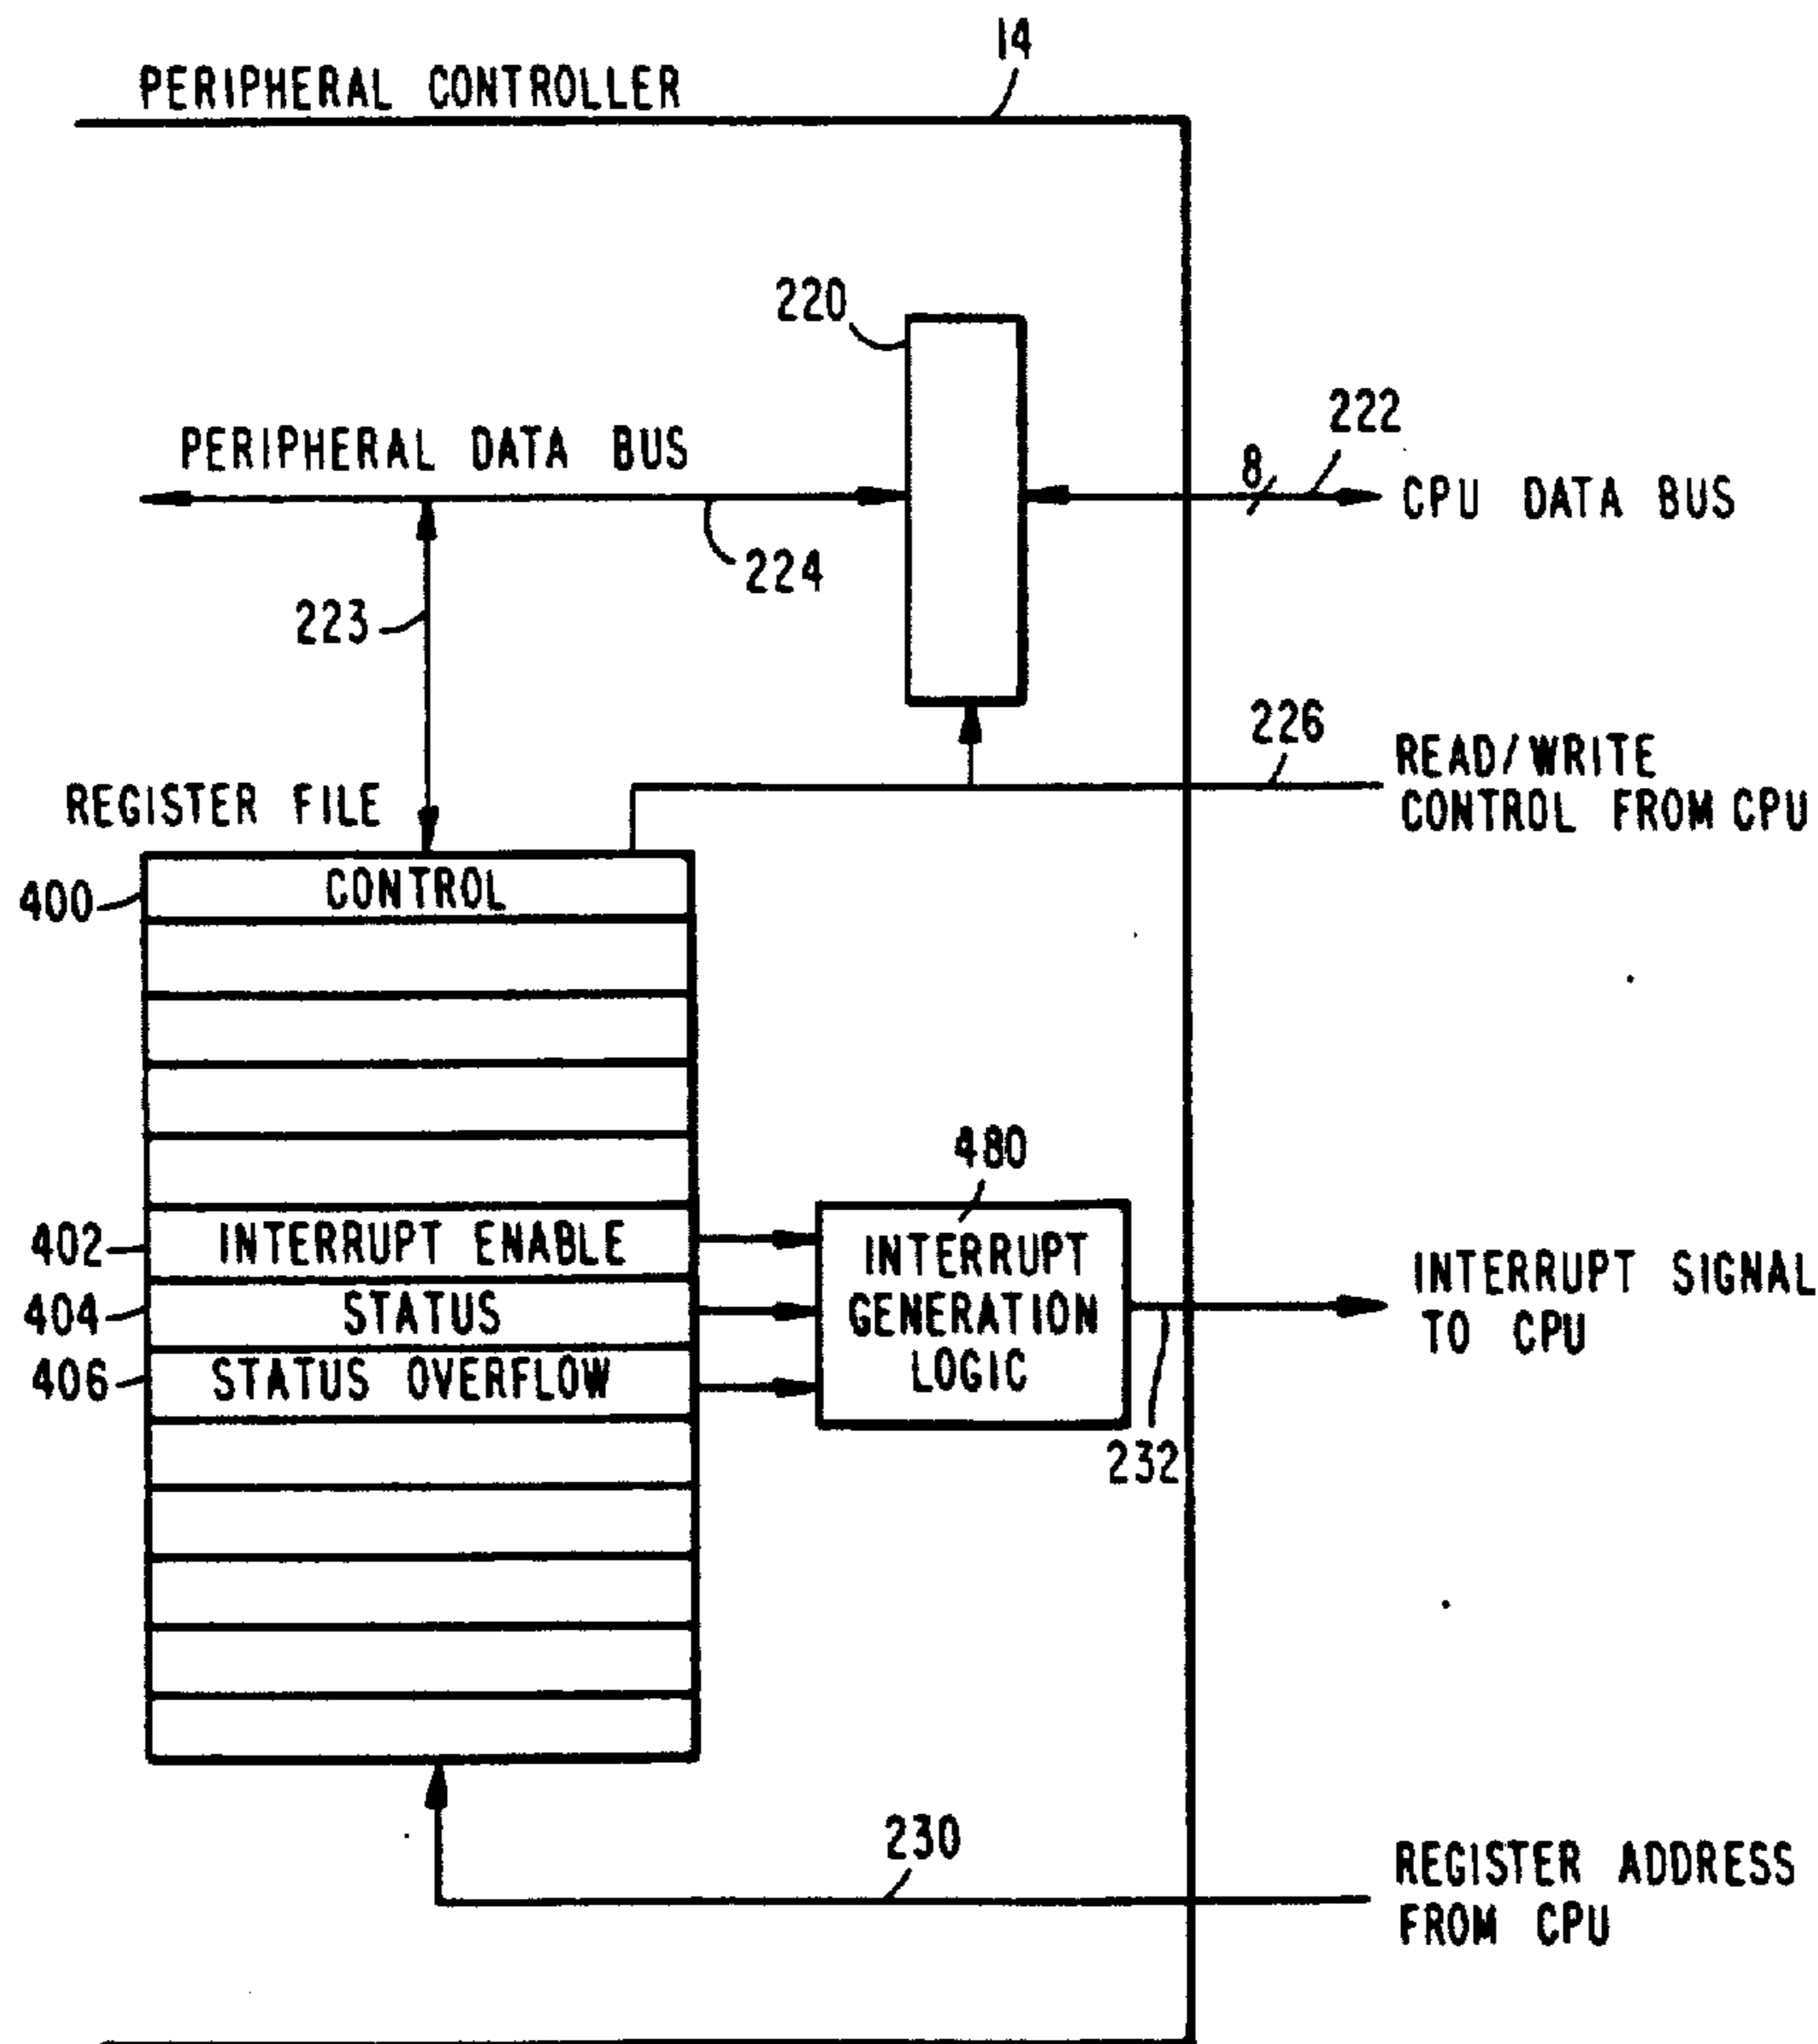 14
PERIPHERAL CONTROLLER
220
222
PERIPHERAL DATA BUS
8
CPU DATA BUS
224
223
226
READ/WRITE
CONTROL FROM CPU
REGISTER FILE
400
CONTROL
480
402
INTERRUPT ENABLE
404
STATUS
406
STATUS OVERFLOW
INTERRUPT
GENERATION
LOGIC
INTERRUPT SIGNAL
TO CPU
232
230
REGISTER ADDRESS
FROM CPU